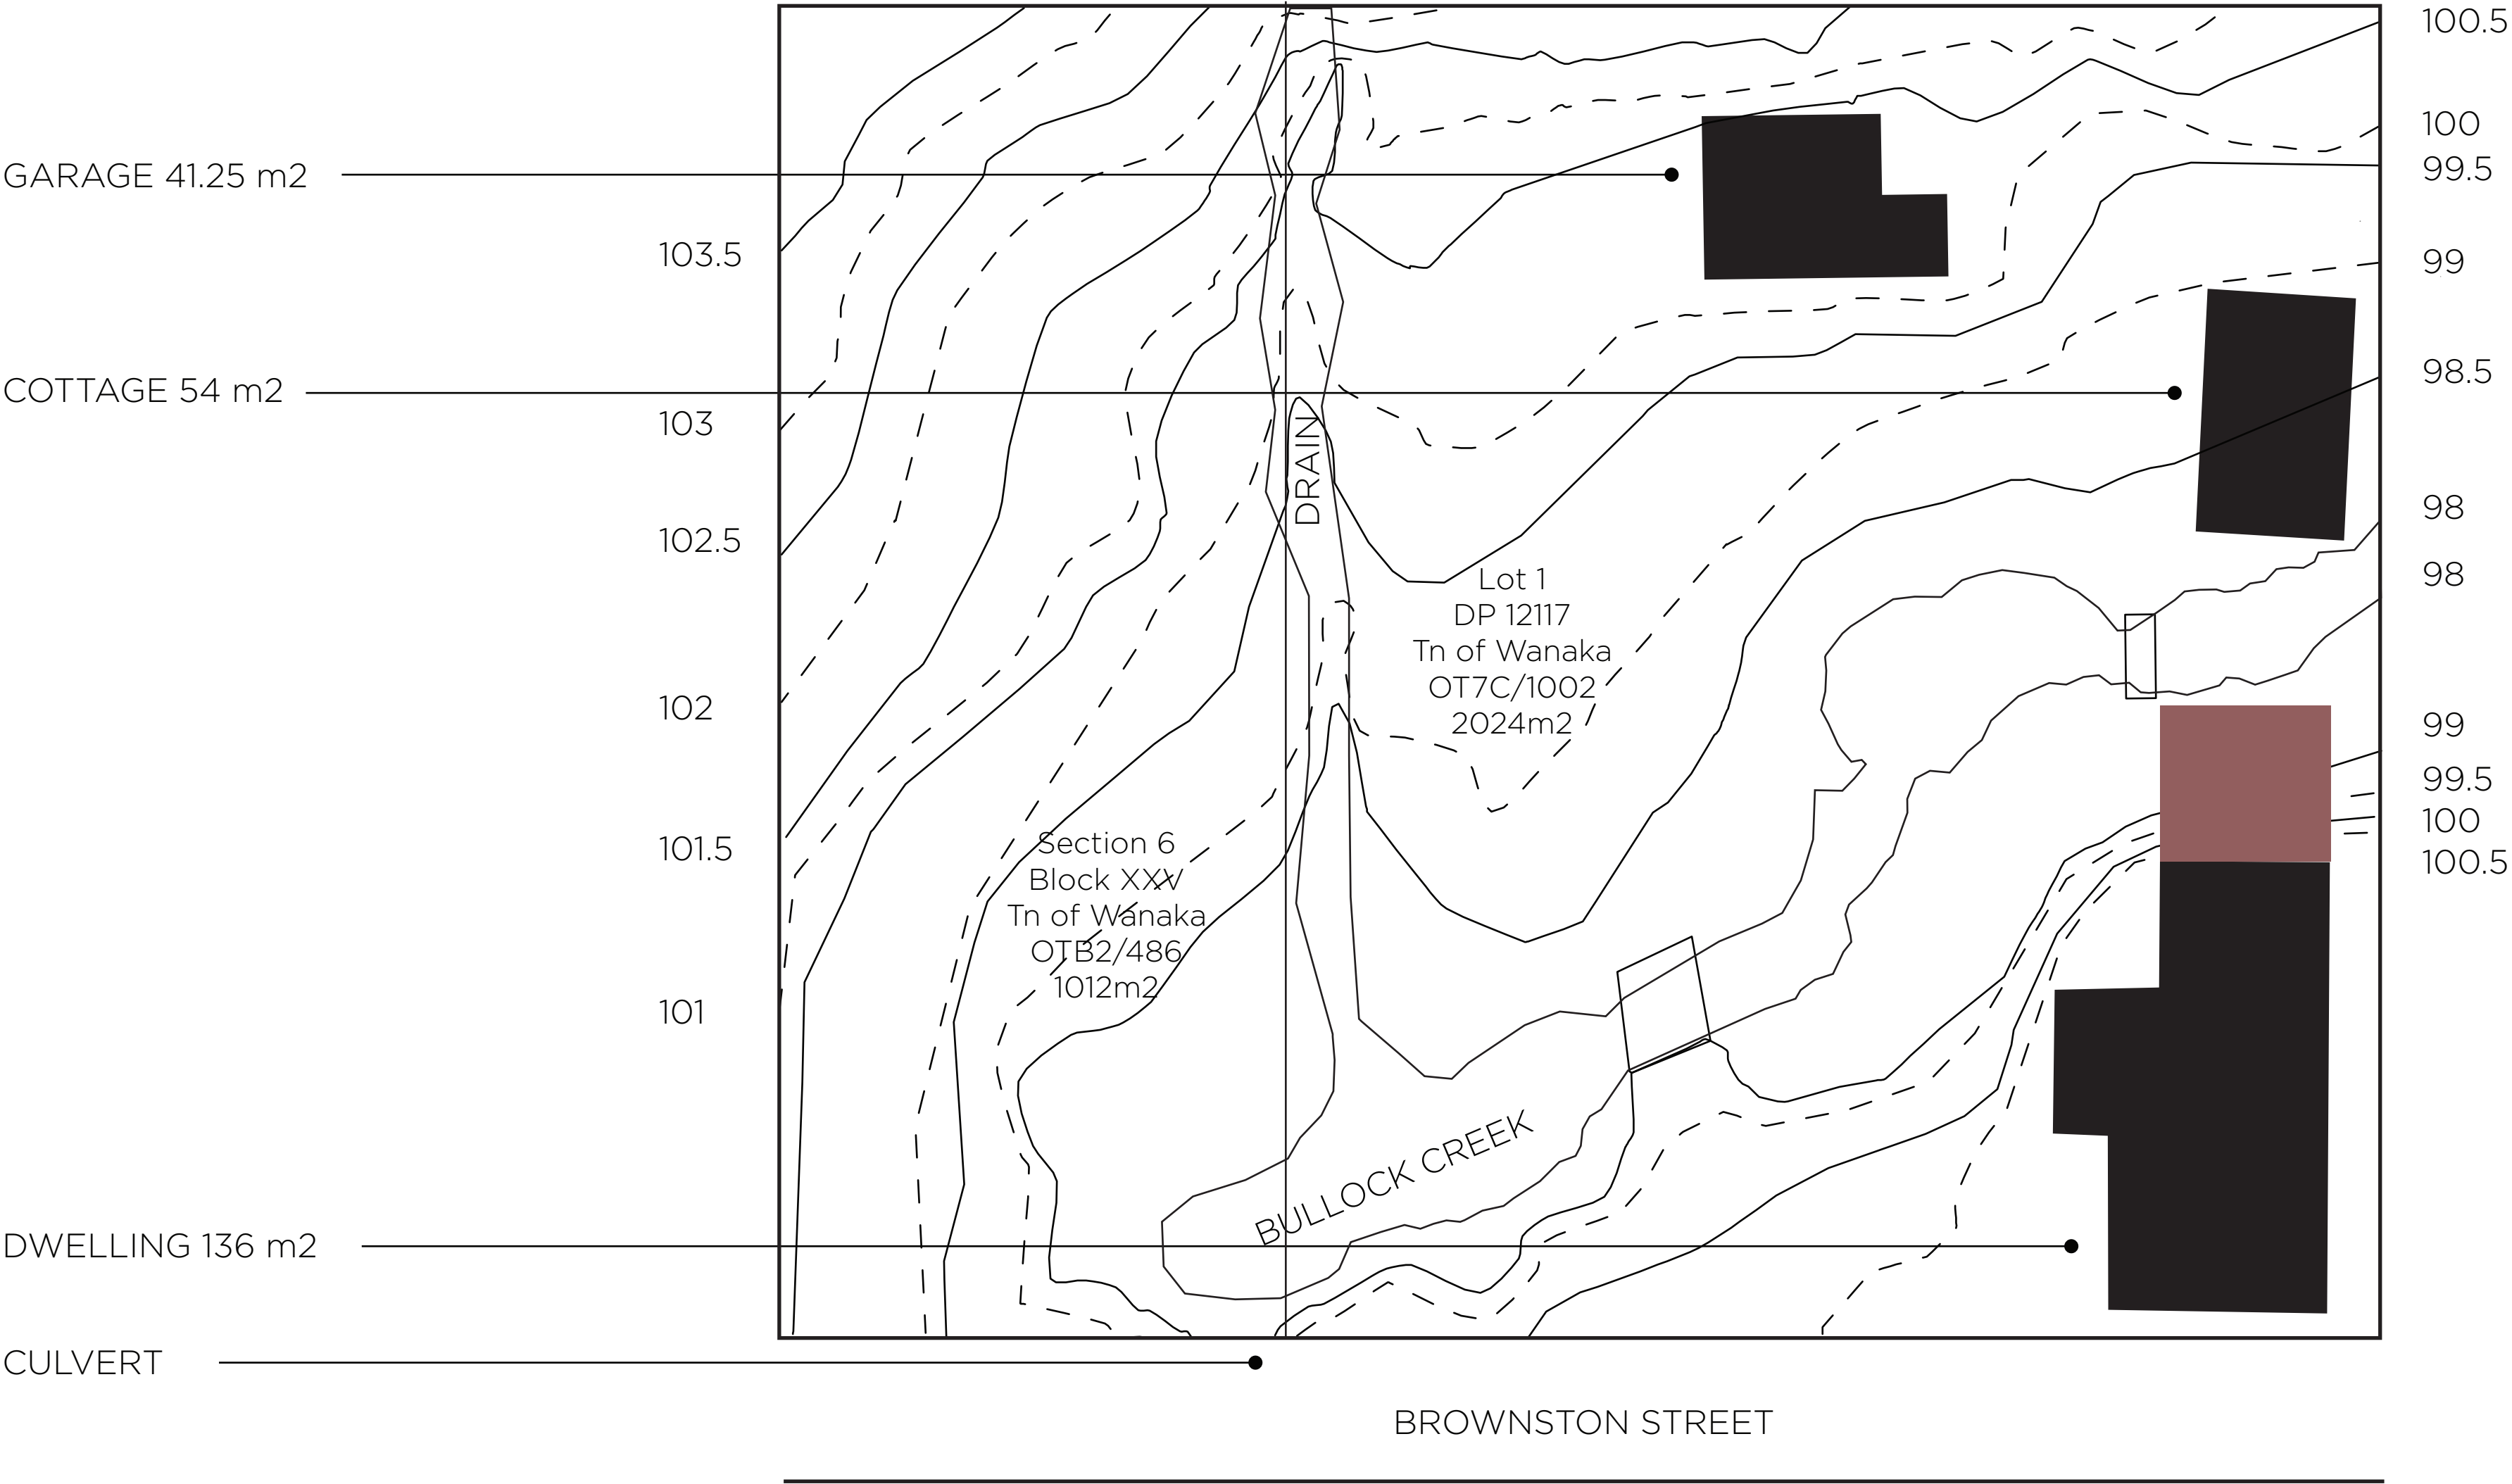 100.5
100
GARAGE 41.25 m2
99.5
103.5
99
98.5
COTTAGE 54 m2
103
DRAIN
98
102.5
98
Lot 1
DP 12117
Tn of Wanaka
OT7C/1002
2024m2
102
99
99.5
100
101.5
100.5
Section 6
Block XXV
Tn of Wanaka
OTB2/486
1012m2
101
BULLOCK CREEK
DWELLING 136 m2
CULVERT
BROWNSTON STREET